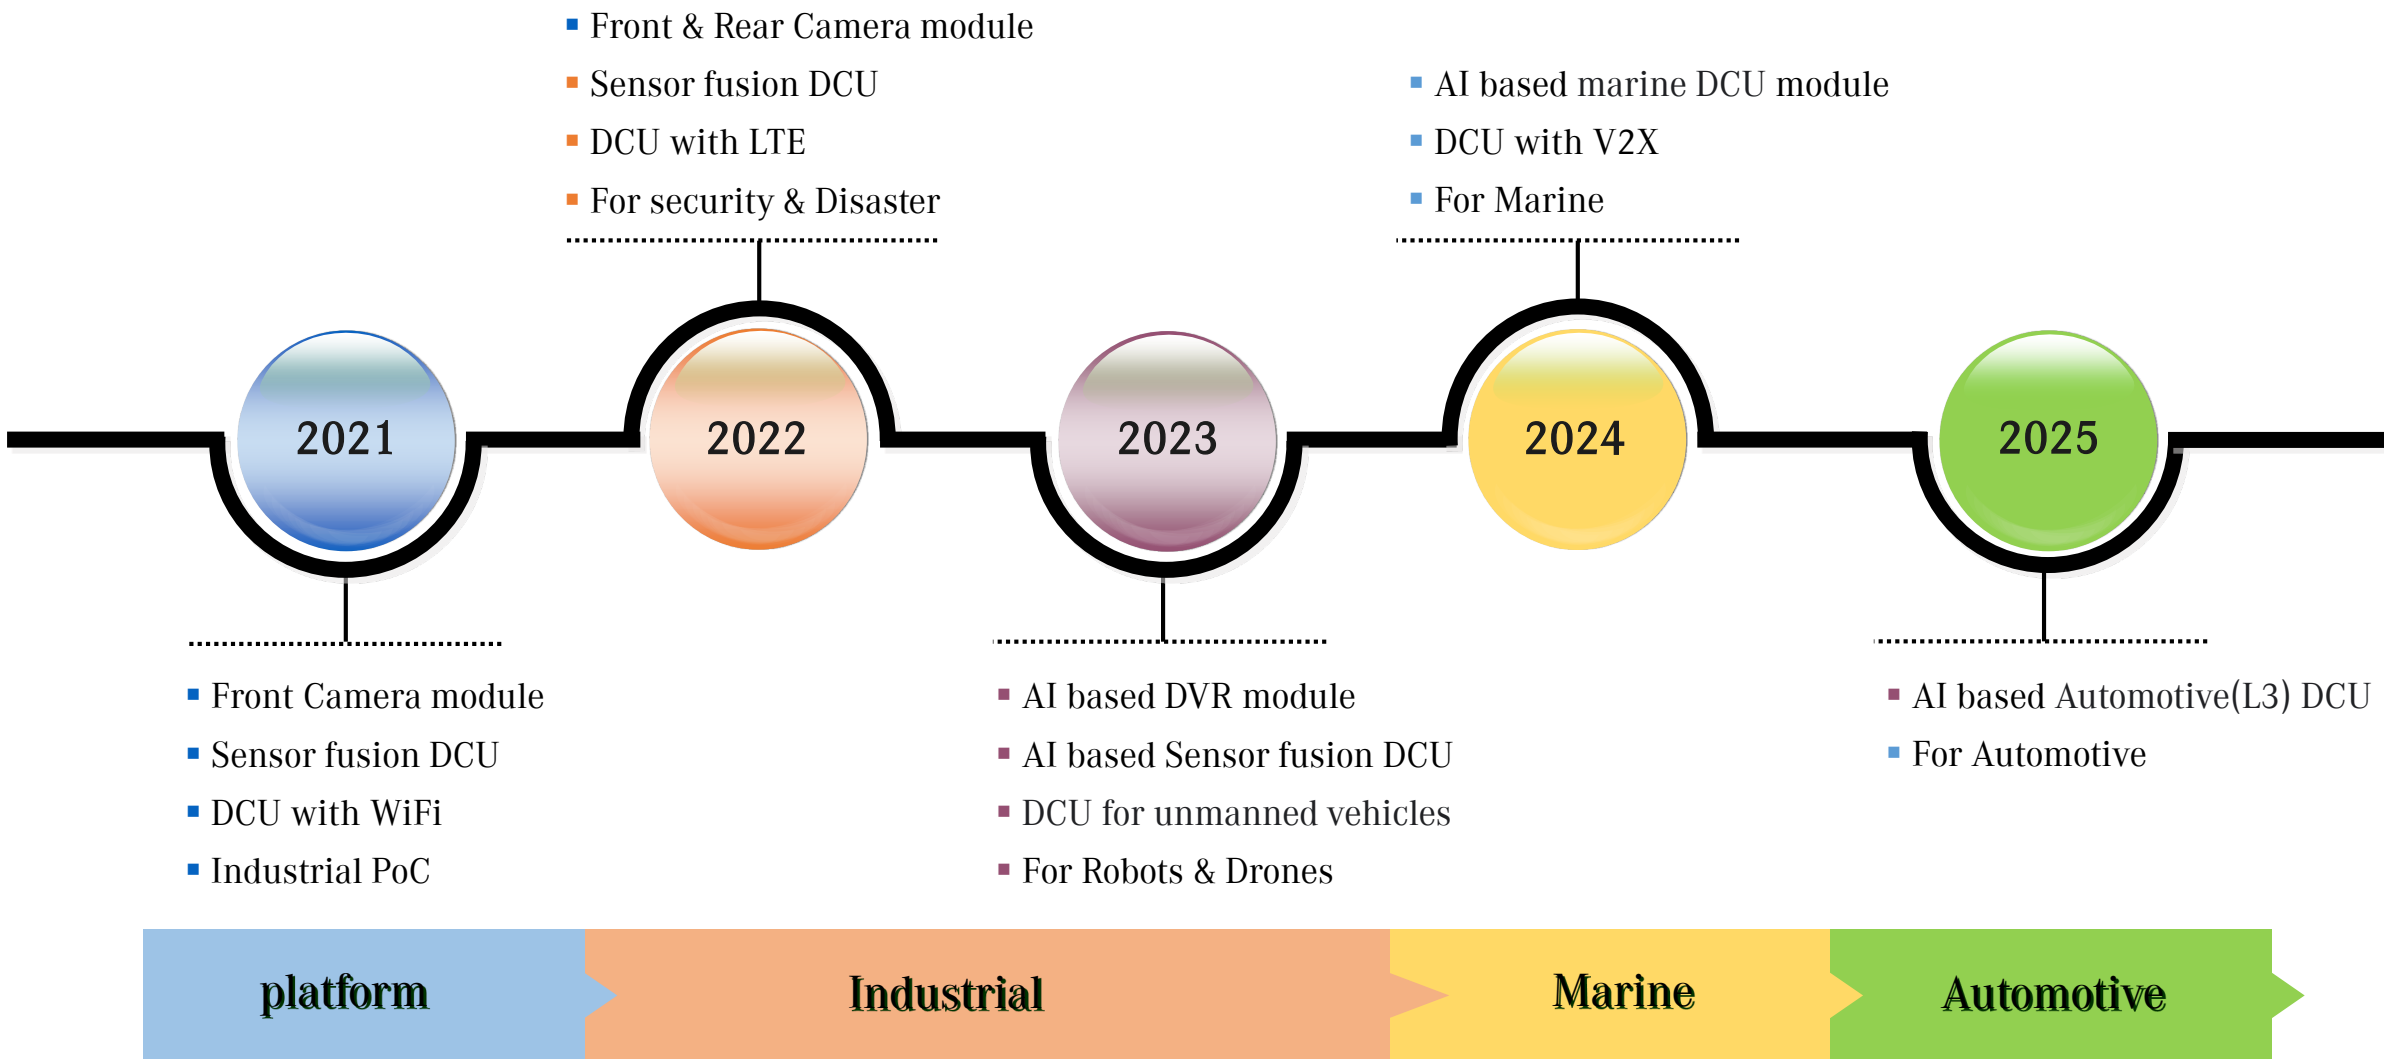 Front & Rear Camera module
Sensor fusion DCU
DCU with LTE
For security & Disaster
AI based marine DCU module
DCU with V2X
For Marine
2021
2022
2023
2024
2025
Front Camera module
Sensor fusion DCU
DCU with WiFi
Industrial PoC
AI based DVR module
AI based Sensor fusion DCU
DCU for unmanned vehicles
For Robots & Drones
AI based Automotive(L3) DCU
For Automotive
platform
Industrial
Marine
Automotive